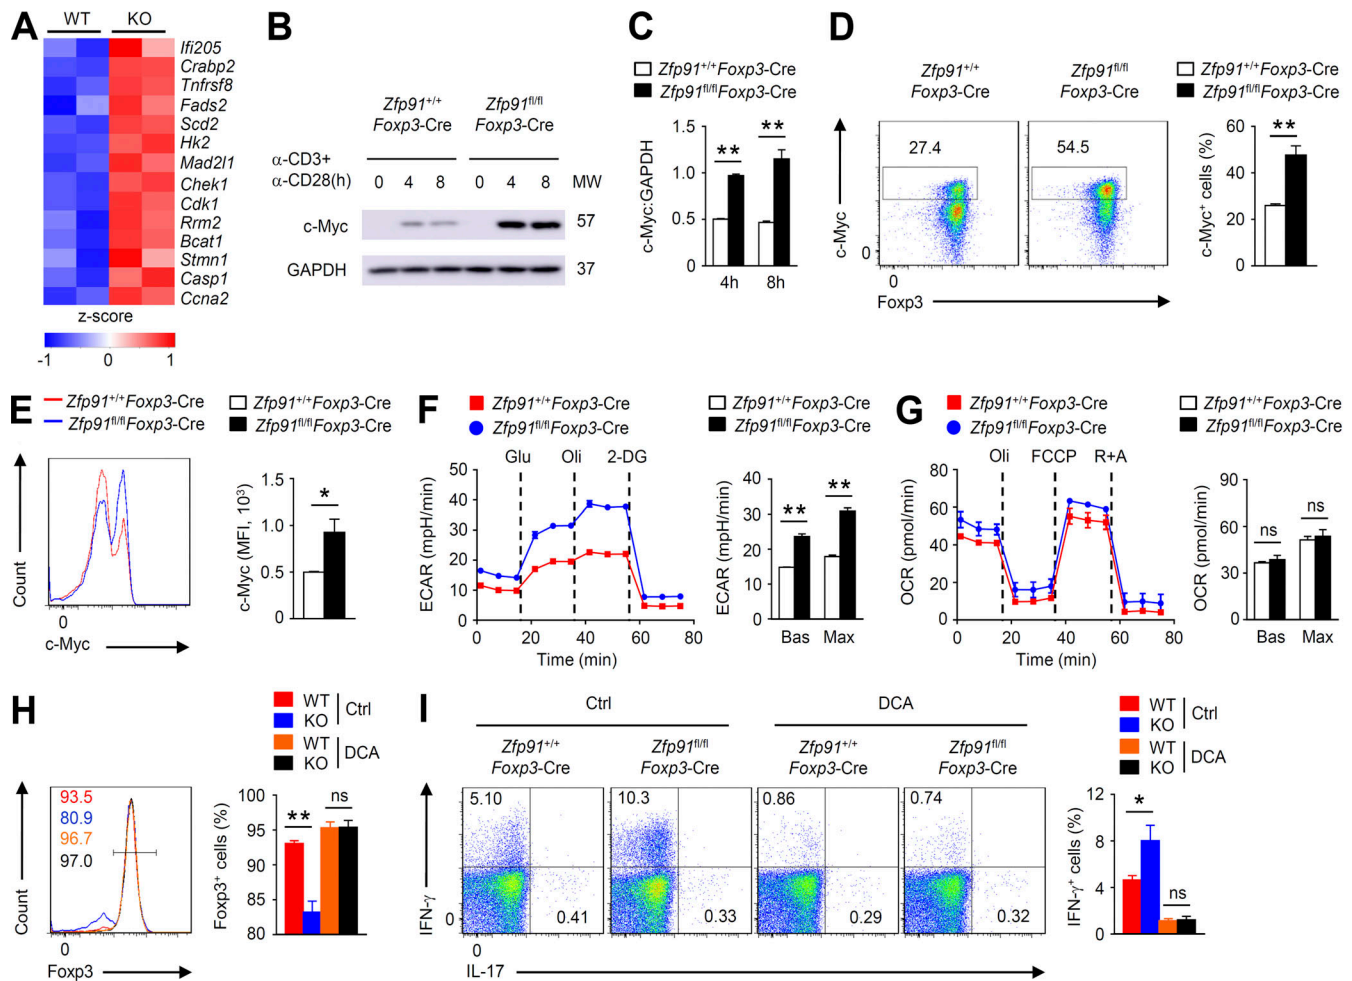 A
WT KO
Ifi205
Crabp2
Tnfrsf8
Fads2
Scd2
Hk2
Mad2l1
Chek1
Cdk1
Rrm2
Bcat1
Stmn1
Casp1
Ccna2
z-score
-1 0 1
B
Zfp91+/+ Zfp91fl/fl
Foxp3-Cre Foxp3-Cre
α-CD3+
α-CD28(h) 0 4 8 0 4 8 MW
c-Myc 57
GAPDH 37
C
Zfp91+/+Foxp3-Cre
Zfp91fl/flFoxp3-Cre
c-Myc:GAPDH
1.5
1.0
0.5
0
** **
4h 8h
D
Zfp91+/+ Zfp91fl/fl
Foxp3-Cre Foxp3-Cre
27.4 54.5
c-Myc
0
0
Foxp3
Zfp91+/+Foxp3-Cre
Zfp91fl/flFoxp3-Cre
c-Myc+ cells (%)
60
40
20
0
**
E
Zfp91+/+Foxp3-Cre
Zfp91fl/flFoxp3-Cre
Count
0
c-Myc
Zfp91+/+Foxp3-Cre
Zfp91fl/flFoxp3-Cre
c-Myc (MFI, 10³)
1.5
1.0
0.5
0
*
F
Zfp91+/+Foxp3-Cre
Zfp91fl/flFoxp3-Cre
Glu Oli 2-DG
ECAR (mpH/min)
50
40
30
20
10
0
0 20 40 60 80
Time (min)
Zfp91+/+Foxp3-Cre
Zfp91fl/flFoxp3-Cre
ECAR (mpH/min)
40
30
20
10
0
** **
Bas Max
G
Zfp91+/+Foxp3-Cre
Zfp91fl/flFoxp3-Cre
Oli FCCP R+A
OCR (pmol/min)
80
60
40
20
0
0 20 40 60 80
Time (min)
Zfp91+/+Foxp3-Cre
Zfp91fl/flFoxp3-Cre
OCR (pmol/min)
90
60
30
0
ns ns
Bas Max
H
93.5
80.9
96.7
97.0
Count
0
Foxp3
WT
KO
Ctrl
WT
KO
DCA
Foxp3+ cells (%)
100
95
90
85
80
** ns
I
Ctrl DCA
Zfp91+/+ Zfp91fl/fl Zfp91+/+ Zfp91fl/fl
Foxp3-Cre Foxp3-Cre Foxp3-Cre Foxp3-Cre
5.10 10.3 0.86 0.74
0.41 0.33 0.29 0.32
IFN-γ
0
0
IL-17
WT
KO
Ctrl
WT
KO
DCA
IFN-γ+ cells (%)
12
8
4
0
* ns